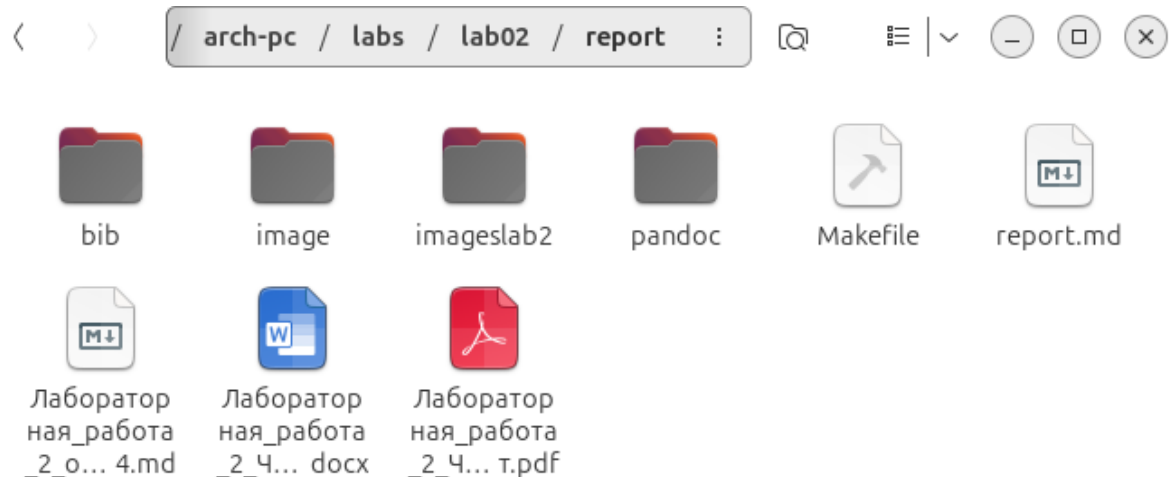 / arch-pc / labs / lab02 / report
bib
image
imageslab2
pandoc
Makefile
report.md
Лаборатор
ная_работа
_2_о... 4.md
Лаборатор
ная_работа
_2_Ч... docx
Лаборатор
ная_работа
_2_Ч... т.pdf
M
M
W